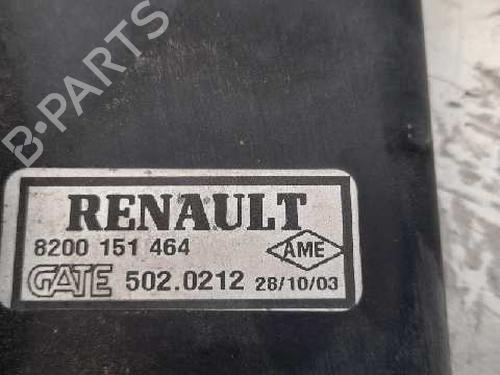 B-PARTS
RENAULT
8200 151 464
AME
GATE 502.0212 28/10/03